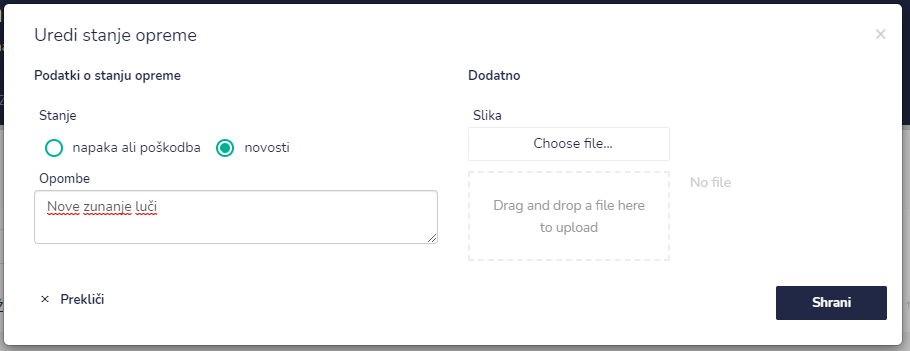 Uredi stanje opreme
×
Podatki o stanju opreme
Dodatno
Stanje
Slika
napaka ali poškodba
novosti
Choose file...
Opombe
Nove zunanje luči
No file
Drag and drop a file here
to upload
× Prekliči
Shrani